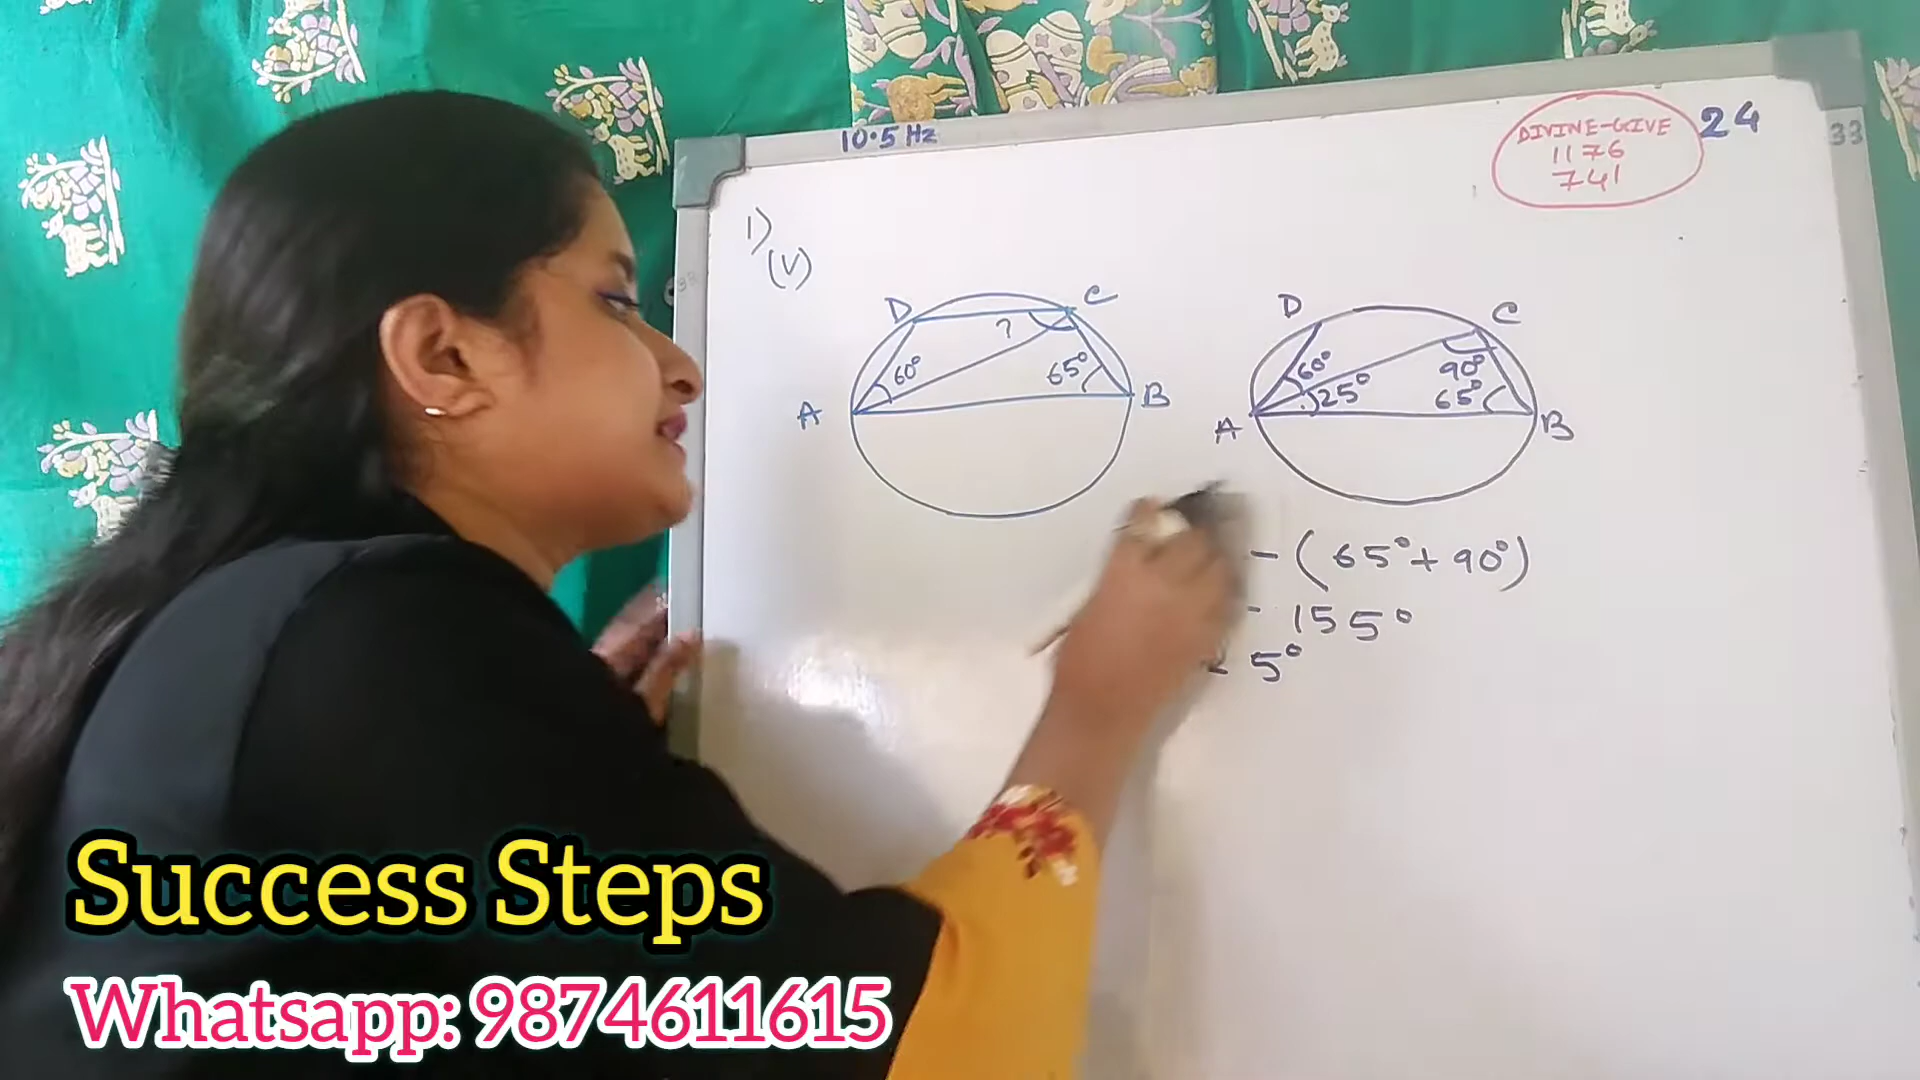 10.5 Hz
DIVINE-GIVE
1176
741
24
33
1)
(V)
D
C
?
60°
65°
A
B
D
C
60°
25°
90°
65°
A
B
- (65° + 90°)
- 155°
5°
Success Steps
Whatsapp: 9874611615